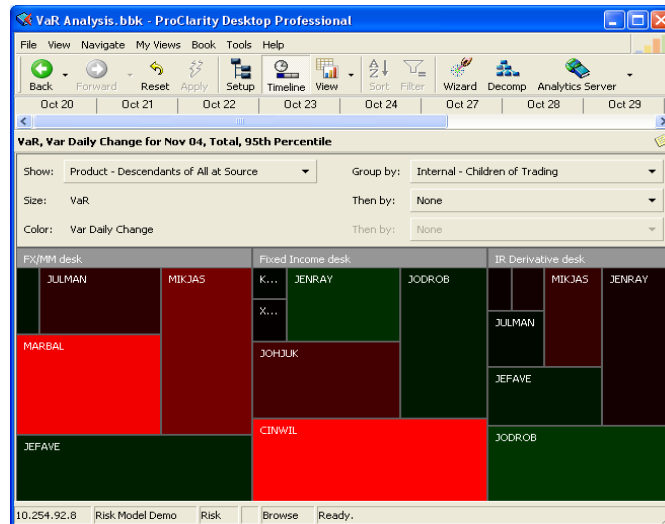 VaR Analysis.bbk - ProClarity Desktop Professional
File View Navigate My Views Book Tools Help
Back Forward Reset Apply Setup Timeline View Sort Filter Wizard Decomp Analytics Server
Oct 20 Oct 21 Oct 22 Oct 23 Oct 24 Oct 27 Oct 28 Oct 29
VaR, Var Daily Change for Nov 04, Total, 95th Percentile
Show: Product - Descendants of All at Source Group by: Internal - Children of Trading
Size: VaR Then by: None
Color: Var Daily Change Then by: None
FX/MM desk Fixed Income desk IR Derivative desk
JULMAN MIKJAS K... JENRAY JODROB MIKJAS JENRAY
X...
JULMAN
MARBAL
JOHJUK
JEFAVE
CINWIL
JODROB
JEFAVE
10.254.92.8 Risk Model Demo Risk Browse Ready.